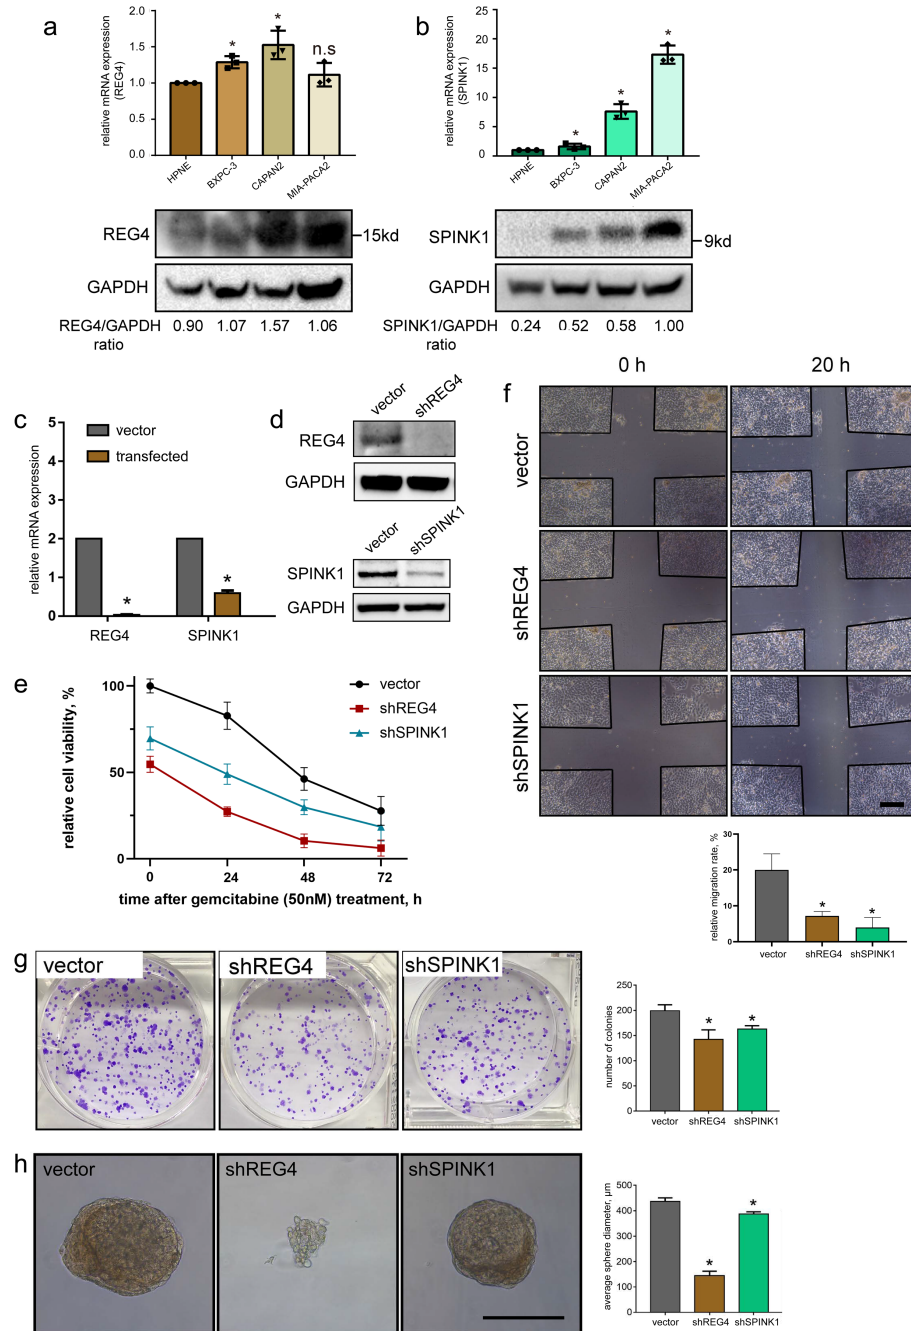 a
relative mRNA expression
(REG4)
2.0
1.5
1.0
0.5
0.0
*
*
n.s
HPNE
BXPC-3
CAPAN2
MIA-PACA2
REG4
15kd
GAPDH
REG4/GAPDH
ratio
0.90 1.07 1.57 1.06
b
relative mRNA expression
(SPINK1)
25
20
15
10
5
0
*
*
*
HPNE
BXPC-3
CAPAN2
MIA-PACA2
SPINK1
9kd
GAPDH
SPINK1/GAPDH
ratio
0.24 0.52 0.58 1.00
c
relative mRNA expression
5
4
3
2
1
0
vector
transfected
*
*
REG4 SPINK1
d
vector shREG4
REG4
GAPDH
vector shSPINK1
SPINK1
GAPDH
e
relative cell viability, %
100
50
0
vector
shREG4
shSPINK1
0 24 48 72
time after gemcitabine (50nM) treatment, h
f
0 h 20 h
vector
shREG4
shSPINK1
relative migration rate, %
30
20
10
0
*
*
vector shREG4 shSPINK1
g
vector shREG4 shSPINK1
number of colonies
250
200
150
100
50
0
*
*
vector shREG4 shSPINK1
h
vector shREG4 shSPINK1
average sphere diameter, µm
500
400
300
200
100
0
*
*
vector shREG4 shSPINK1